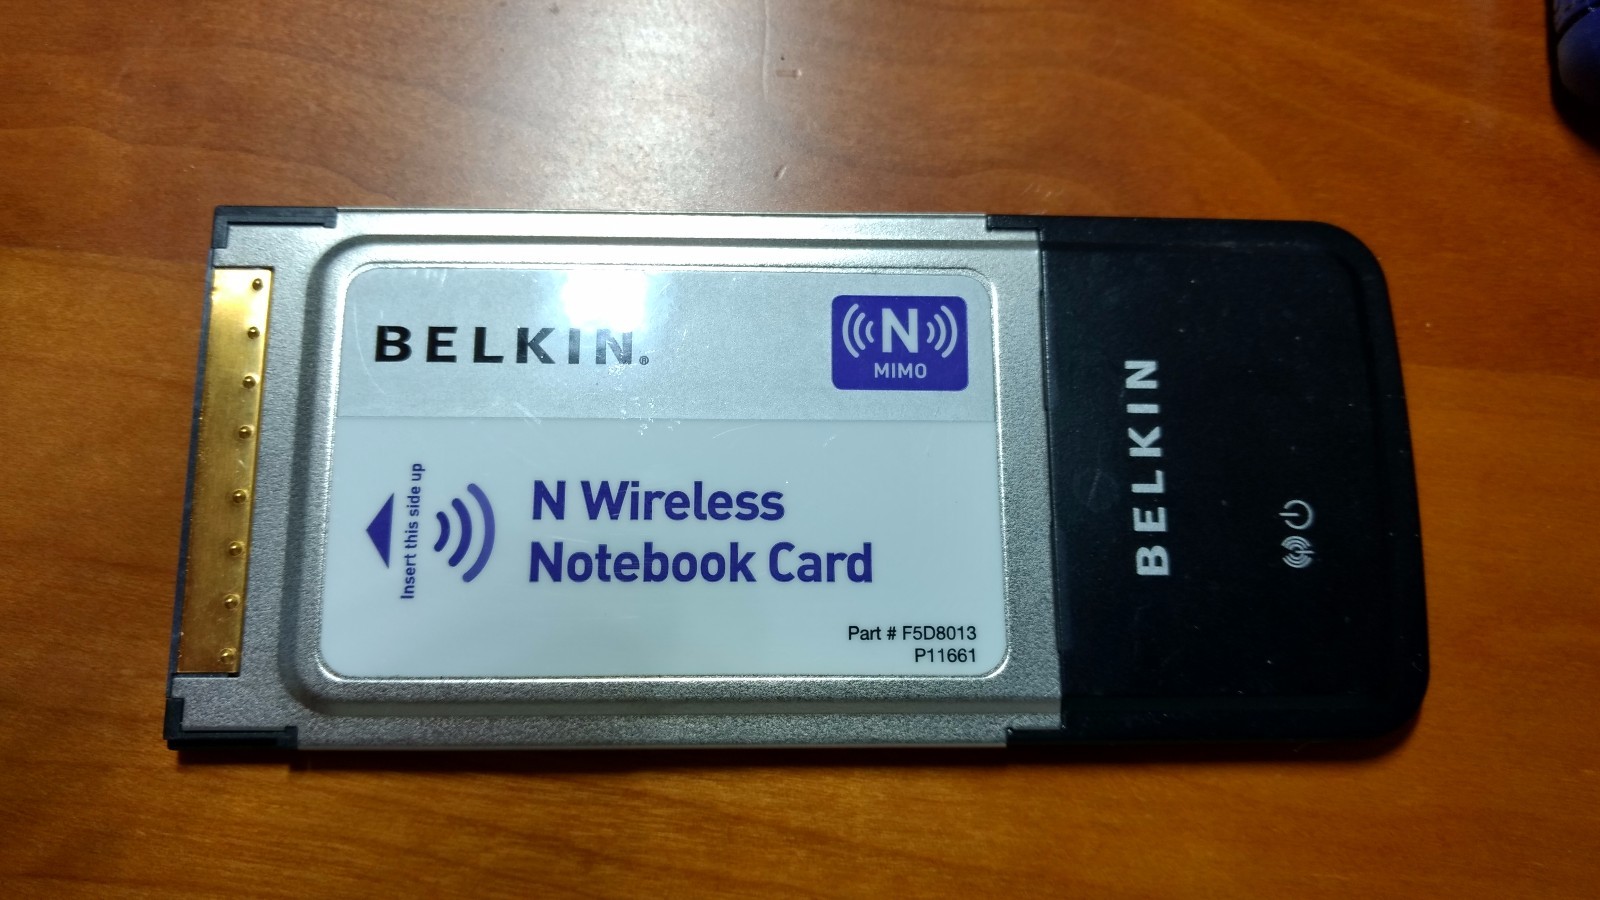 BELKIN®
N
MIMO
Insert this side up
N Wireless
Notebook Card
Part # F5D8013
P11661
BELKIN